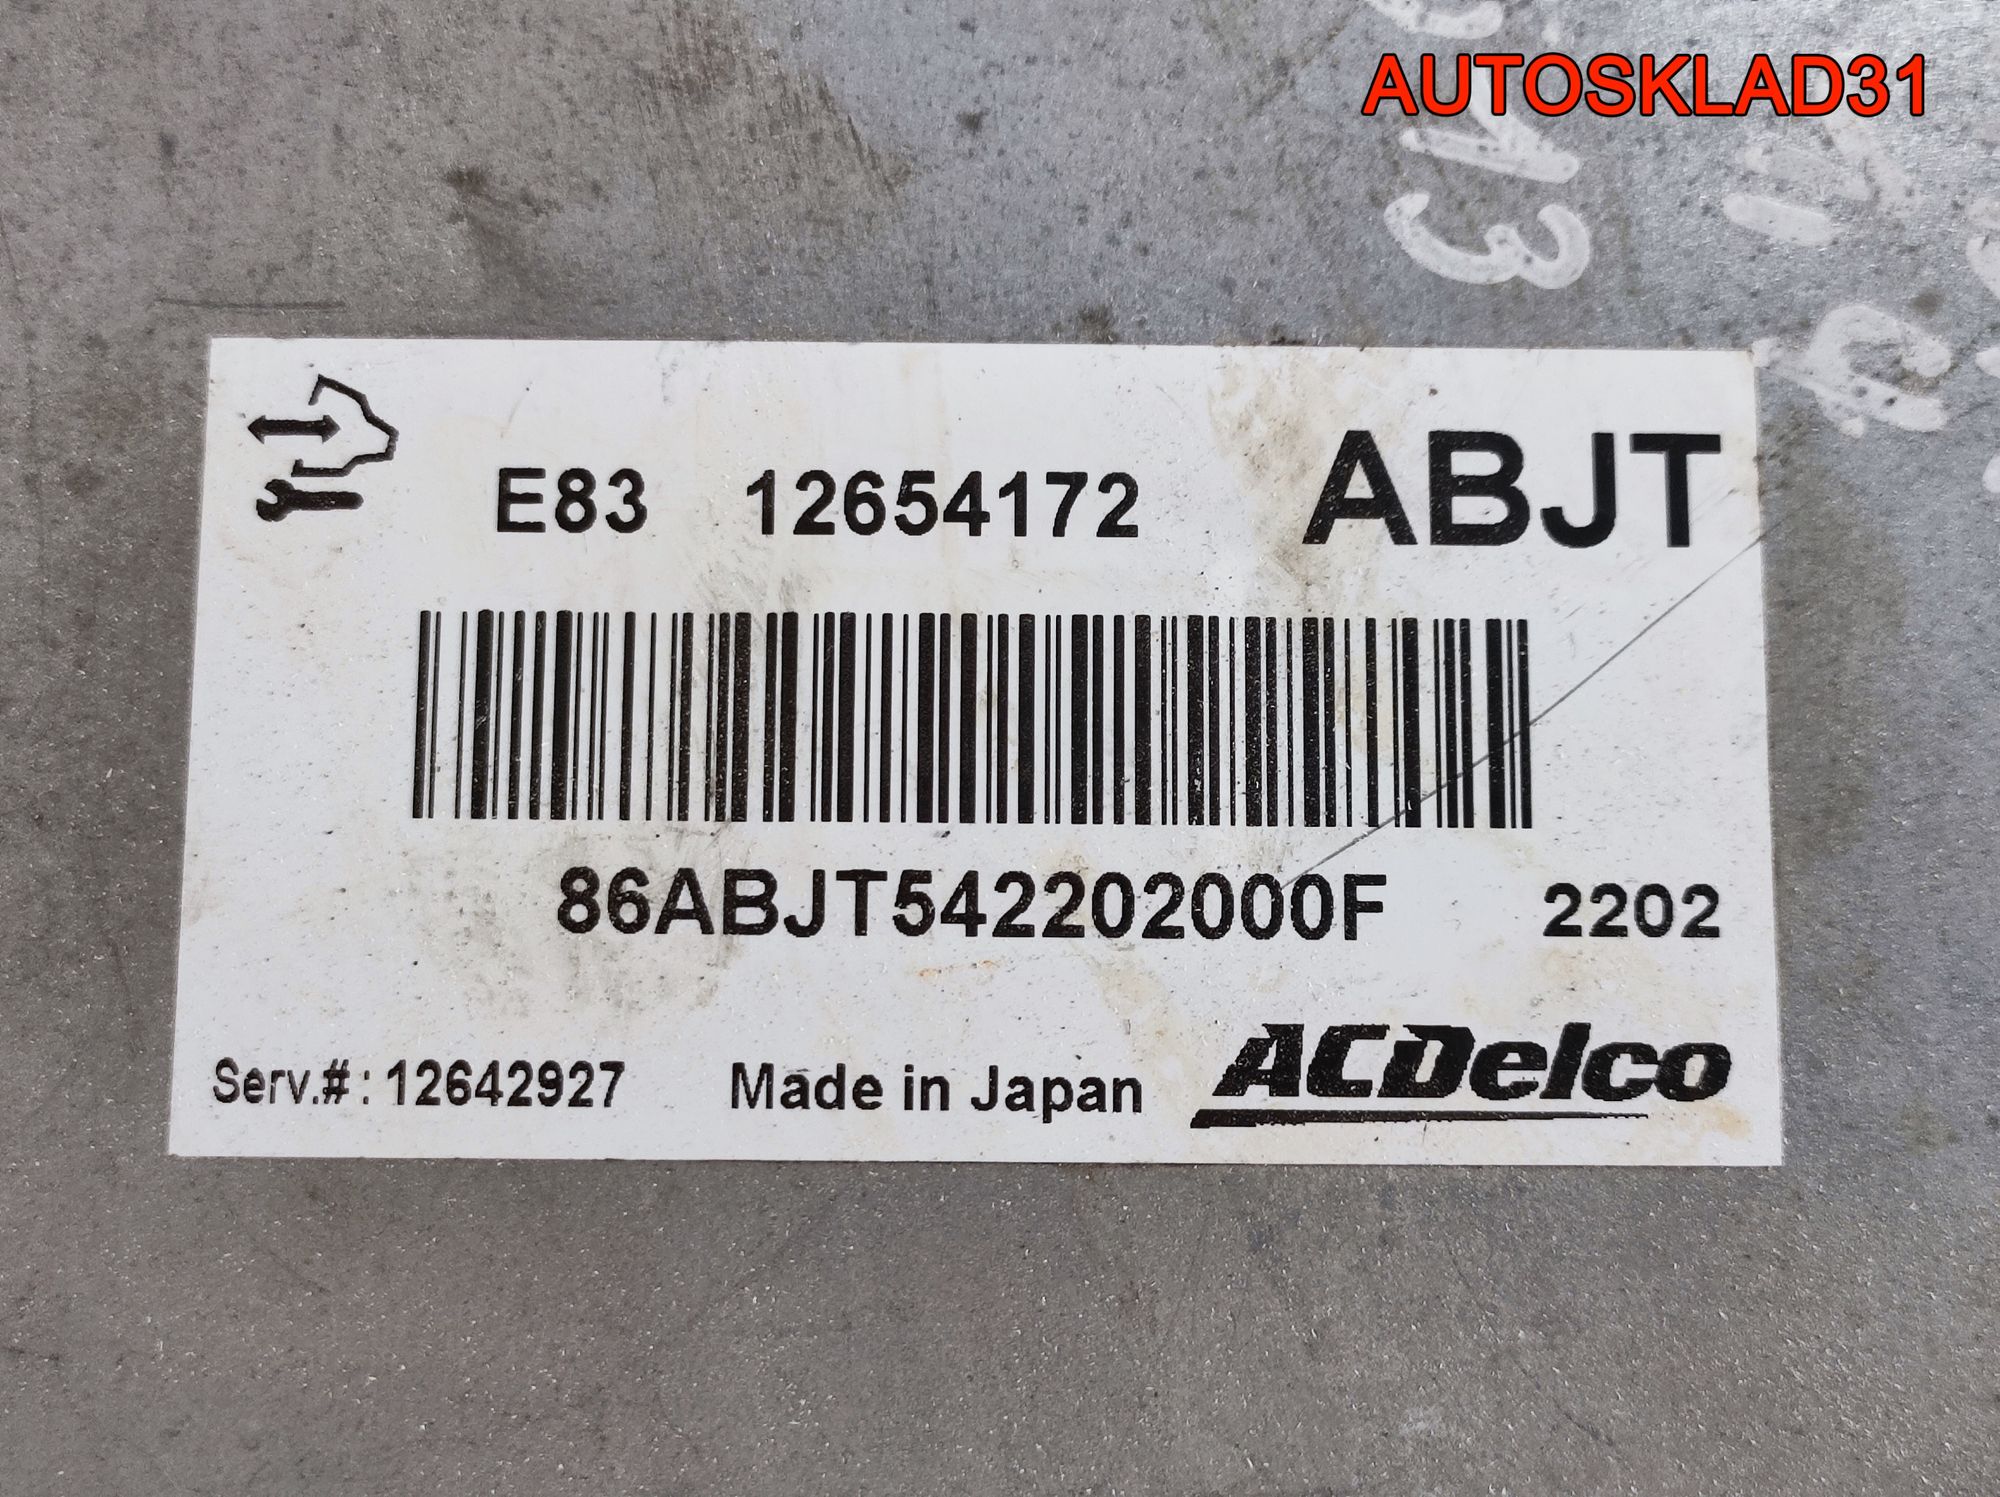 AUTOSKLAD31
E83 12654172 ABJT
86ABJT542202000F 2202
Serv.#: 12642927 Made in Japan ACDelco